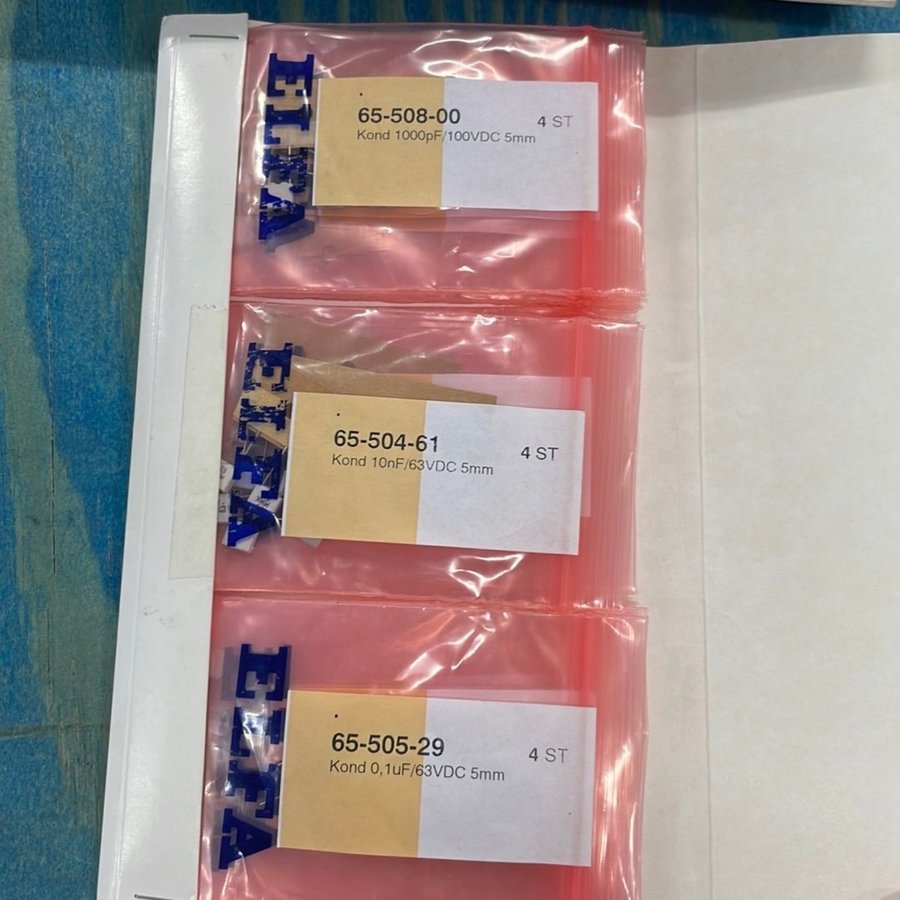 ELFA
65-508-00
4 ST
Kond 1000pF/100VDC 5mm
ELFA
65-504-61
4 ST
Kond 10nF/63VDC 5mm
ELFA
65-505-29
4 ST
Kond 0,1uF/63VDC 5mm